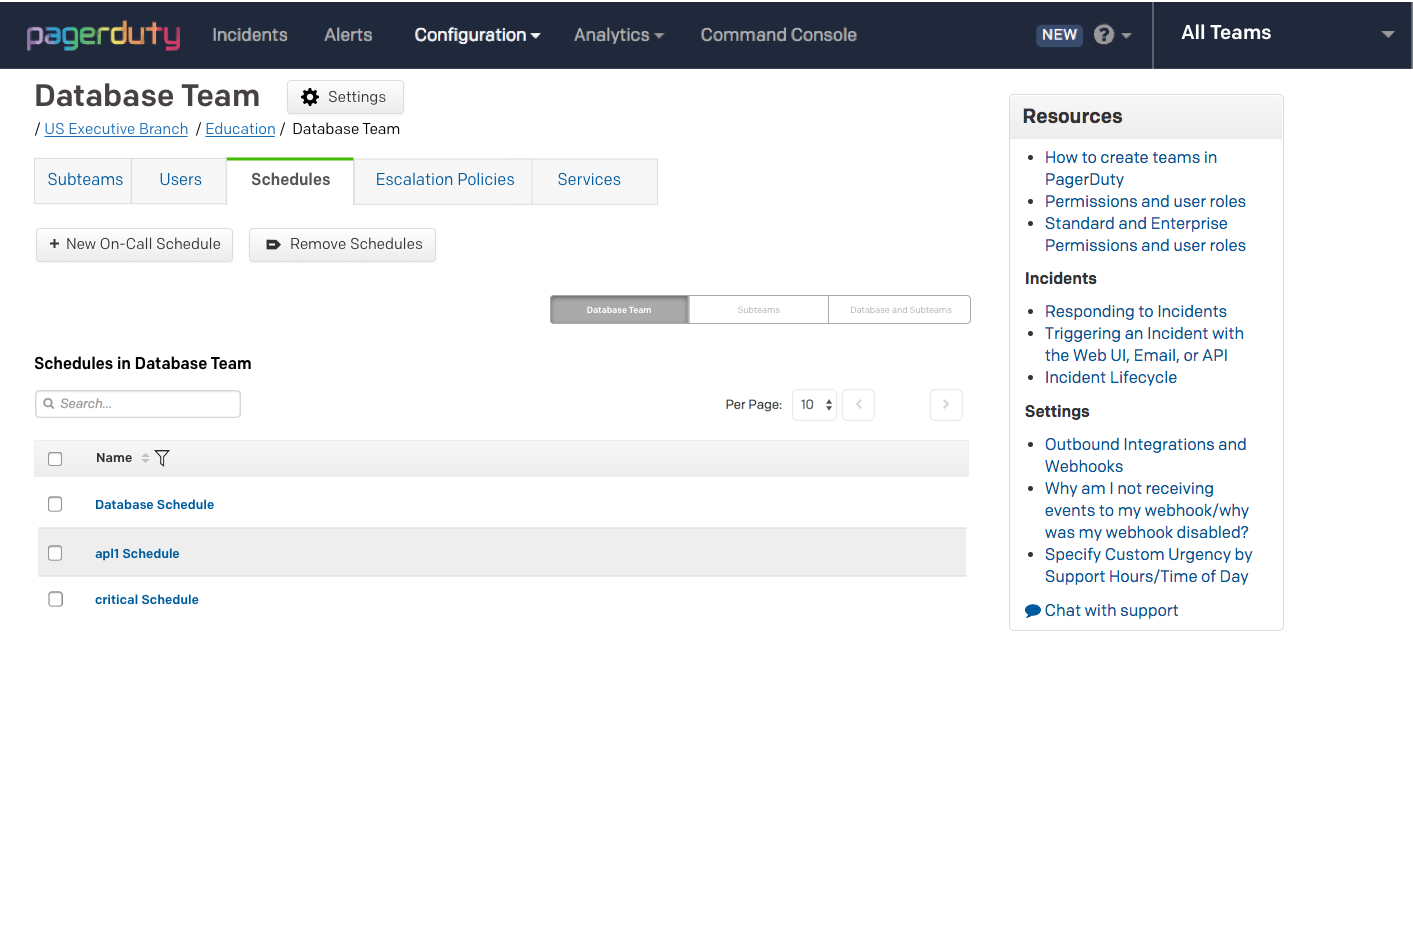 pagerduty Incidents Alerts Configuration Analytics Command Console NEW ? All Teams
Database Team Settings
/ US Executive Branch / Education / Database Team
Subteams Users Schedules Escalation Policies Services
+ New On-Call Schedule Remove Schedules
Database Team Subteams Database and Subteams
Schedules in Database Team
Search... Per Page: 10
Name
Database Schedule
apl1 Schedule
critical Schedule
Resources
How to create teams in
PagerDuty
Permissions and user roles
Standard and Enterprise
Permissions and user roles
Incidents
Responding to Incidents
Triggering an Incident with
the Web UI, Email, or API
Incident Lifecycle
Settings
Outbound Integrations and
Webhooks
Why am I not receiving
events to my webhook/why
was my webhook disabled?
Specify Custom Urgency by
Support Hours/Time of Day
Chat with support